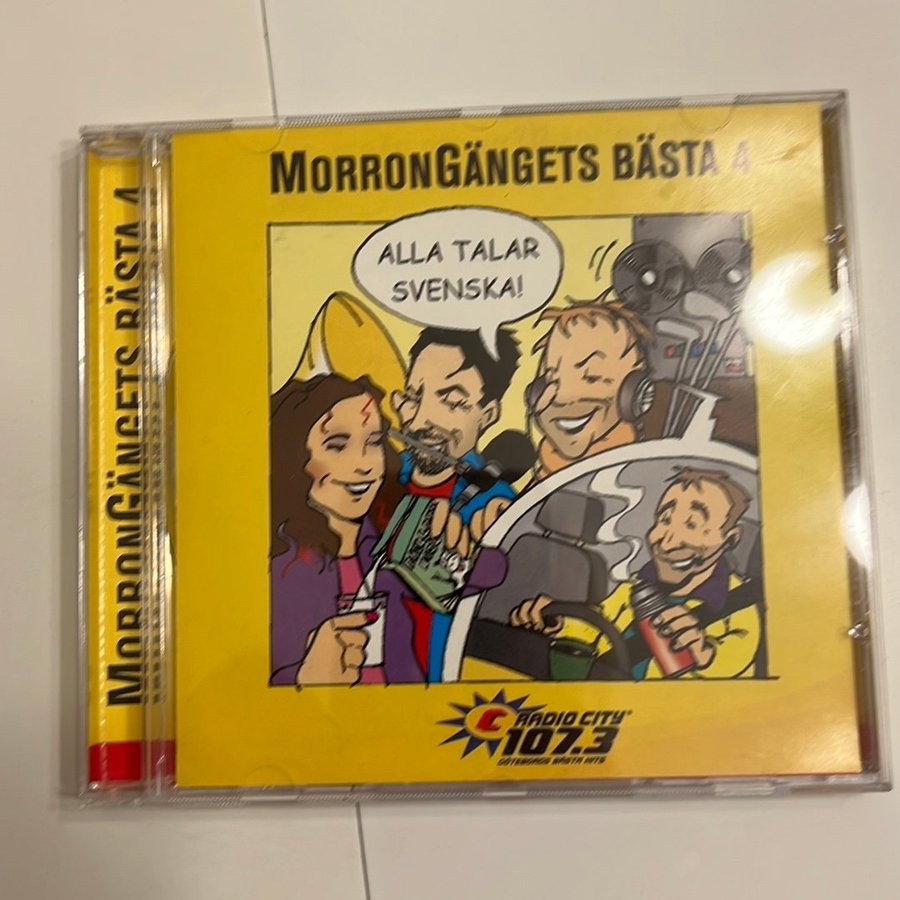 MORRONGÄNGETS BÄSTA 4
MORRONGÄNGETS BÄSTA 4
ALLA TALAR
SVENSKA!
RADIO CITY
107.3
GÖTEBORGS BÄSTA HITS